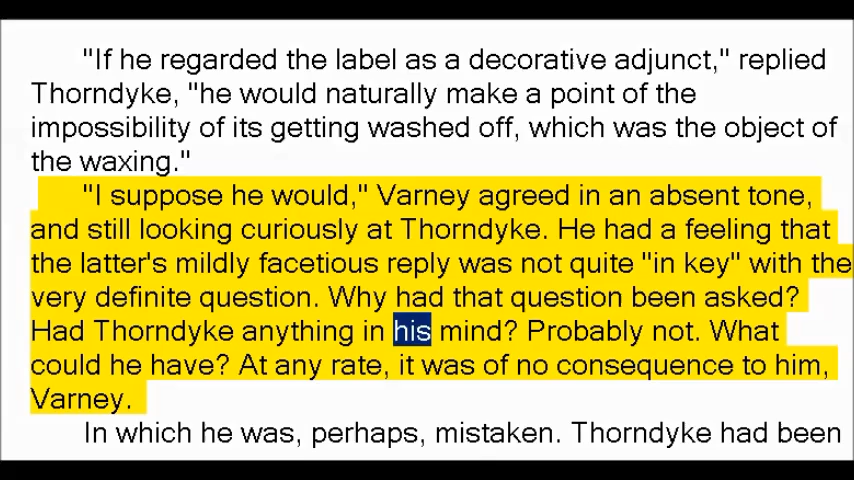 "If he regarded the label as a decorative adjunct," replied
Thorndyke, "he would naturally make a point of the
impossibility of its getting washed off, which was the object of
the waxing."
"I suppose he would," Varney agreed in an absent tone,
and still looking curiously at Thorndyke. He had a feeling that
the latter's mildly facetious reply was not quite "in key" with the
very definite question. Why had that question been asked?
Had Thorndyke anything in his mind? Probably not. What
could he have? At any rate, it was of no consequence to him,
Varney.
In which he was, perhaps, mistaken. Thorndyke had been